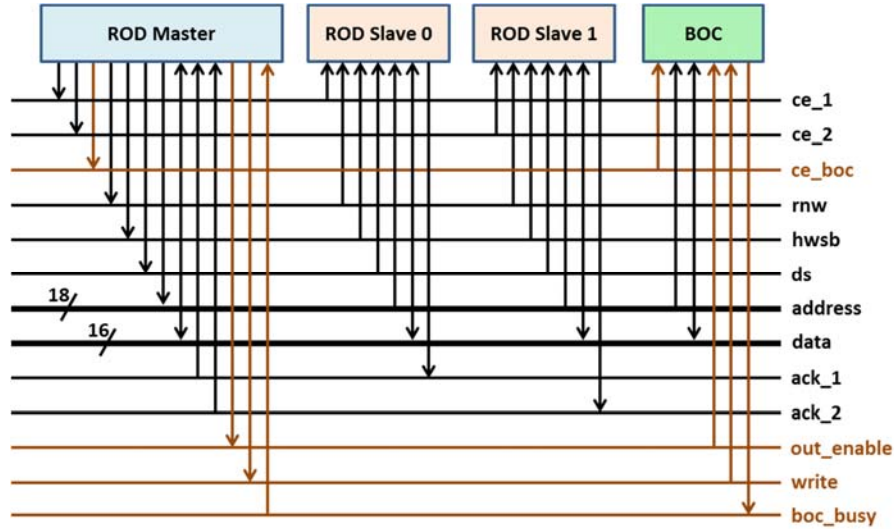 ROD Master
ROD Slave 0
ROD Slave 1
BOC
ce_1
ce_2
ce_boc
rnw
hwsb
ds
18
address
16
data
ack_1
ack_2
out_enable
write
boc_busy